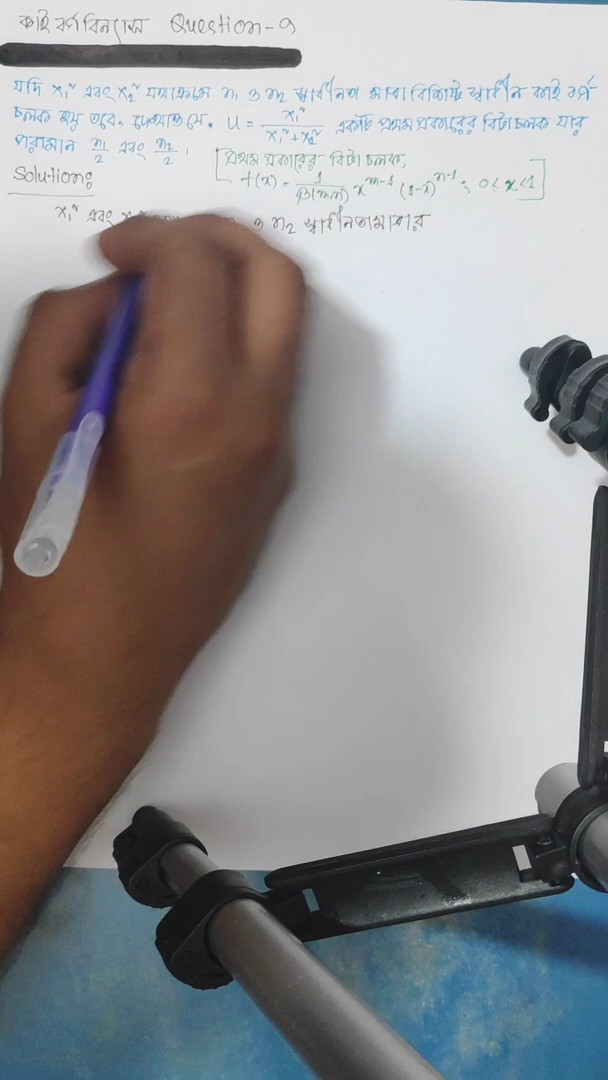 কাই বর্গ বিন্যাস Question-৯
যদি x₁² এবং x₂² যথাক্রমে n₁ ও n₂ স্বাধীনতা মাত্রা বিশিষ্ট স্বাধীন কাই বর্গ
চলক হয় তবে, দেখাও যে, U = x₁²/(x₁²+x₂²) একটি প্রথম প্রকারের বিটা চলক যার
পরামান n₁/2 এবং n₂/2 ।
[প্রথম প্রকারের বিটা চলক,
f(x) = 1/β(m,n) x^(m-1) (1-x)^(n-1) ; 0<x<1]
Solution:
x₁² এবং ও n₂ স্বাধীনতামাত্রার